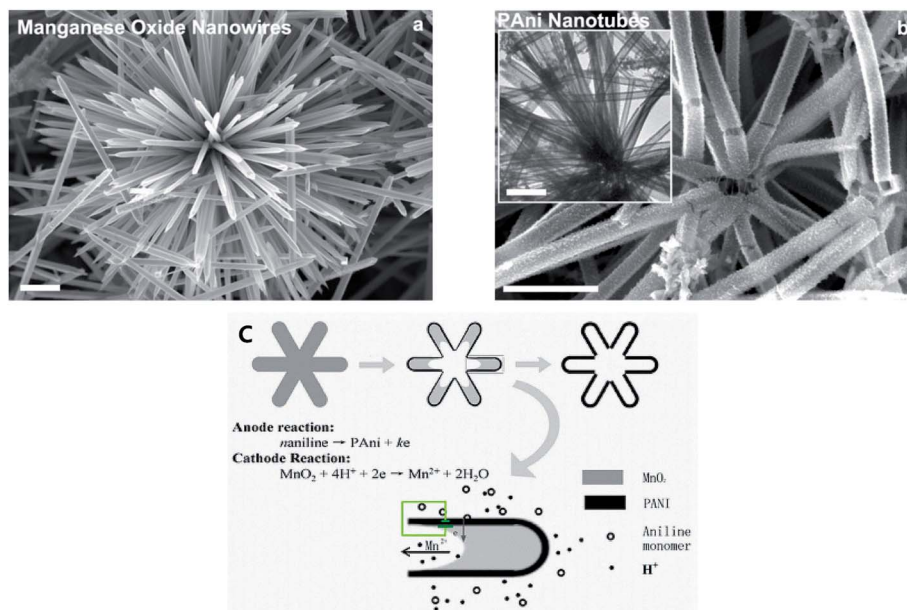 Manganese Oxide Nanowires
a
PAni Nanotubes
b
C
Anode reaction:
naniline → PAni + ke
Cathode Reaction:
MnO₂ + 4H⁺ + 2e → Mn²⁺ + 2H₂O
MnO₂
PANI
Aniline
monomer
H⁺
e
Mn²⁺